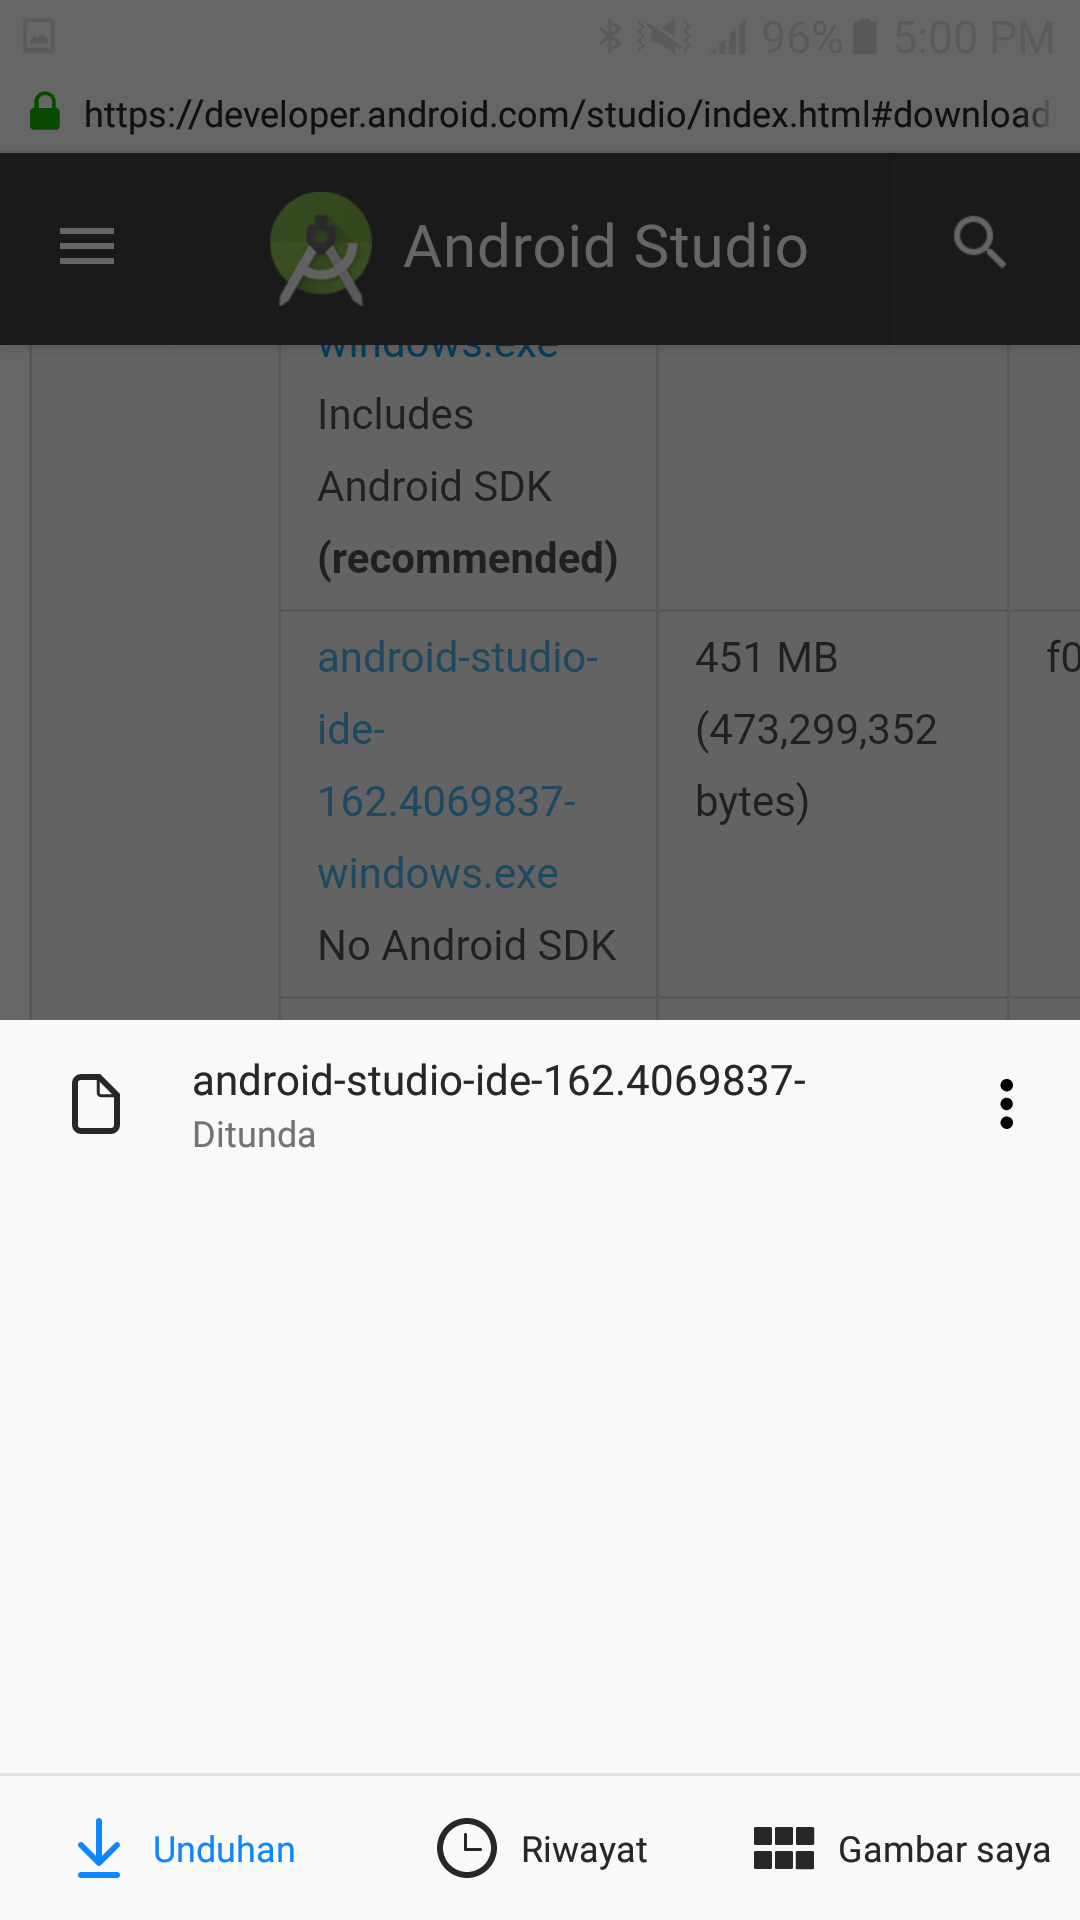 96% 5:00 PM
https://developer.android.com/studio/index.html#download
Android Studio
windows.exe
Includes
Android SDK
(recommended)
android-studio-
ide-
162.4069837-
windows.exe
No Android SDK
451 MB
(473,299,352
bytes)
f0
android-studio-ide-162.4069837-
Ditunda
Unduhan
Riwayat
Gambar saya